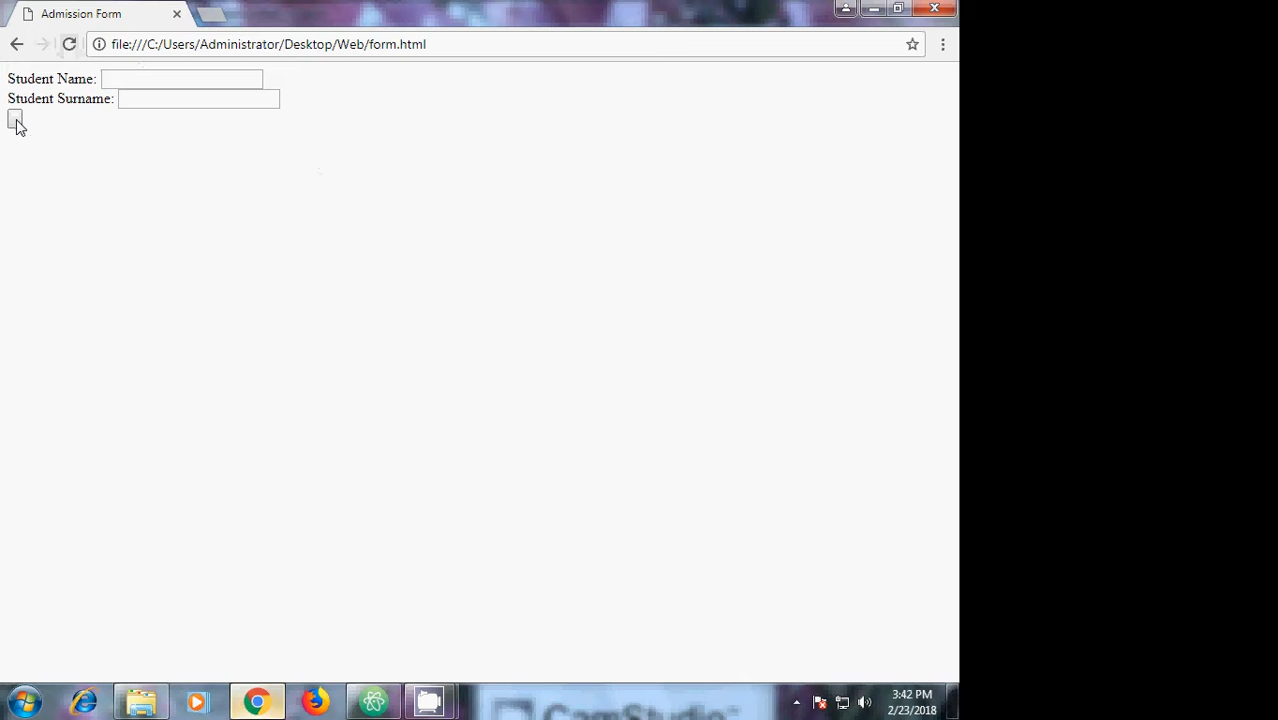 Admission Form
file:///C:/Users/Administrator/Desktop/Web/form.html
Student Name:
Student Surname:
CamStudio™
3:42 PM
2/23/2018